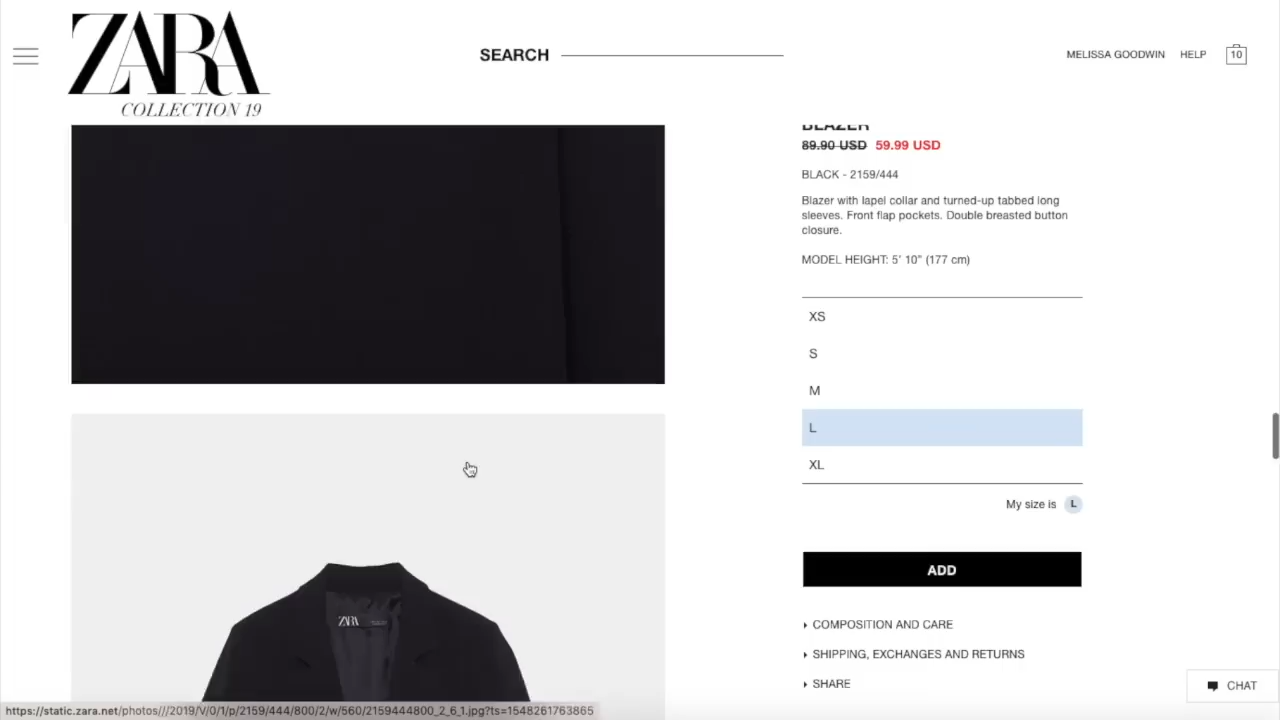 ZARA
COLLECTION 19
SEARCH
MELISSA GOODWIN
HELP
10
BLAZER
89.90 USD 59.99 USD
BLACK - 2159/444
Blazer with lapel collar and turned-up tabbed long
sleeves. Front flap pockets. Double breasted button
closure.
MODEL HEIGHT: 5' 10" (177 cm)
XS
S
M
L
XL
My size is L
ADD
COMPOSITION AND CARE
SHIPPING, EXCHANGES AND RETURNS
SHARE
ZARA
CHAT
https://static.zara.net/photos///2019/V/0/1/p/2159/444/800/2/w/560/2159444800_2_6_1.jpg?ts=1548261763865